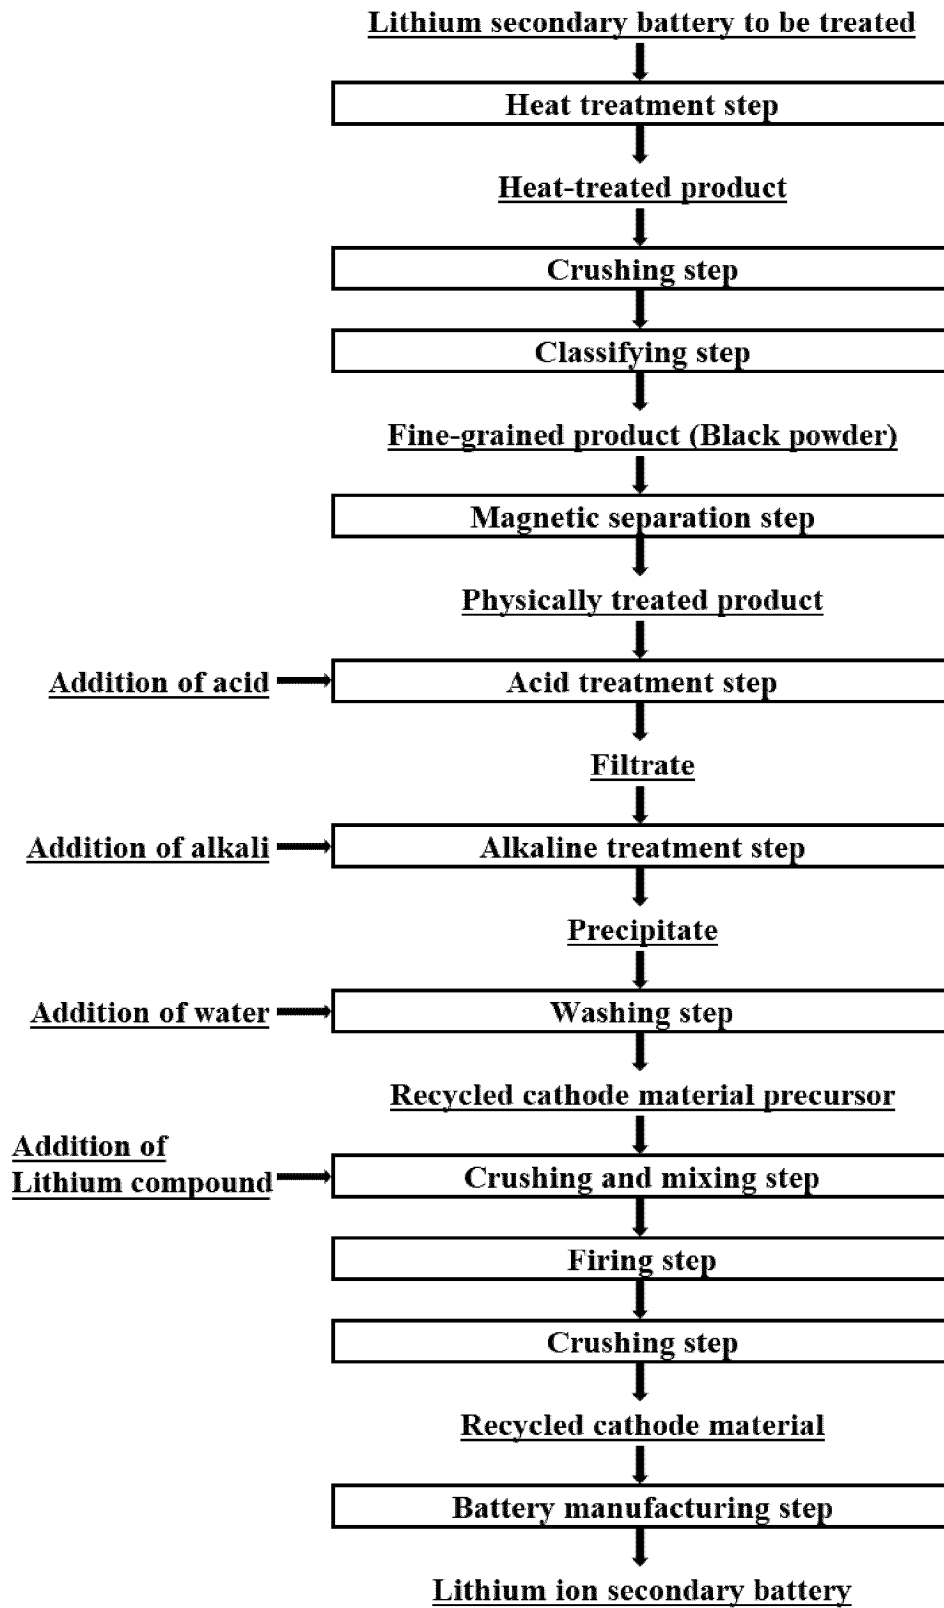 Lithium secondary battery to be treated
Heat treatment step
Heat-treated product
Crushing step
Classifying step
Fine-grained product (Black powder)
Magnetic separation step
Physically treated product
Addition of acid
Acid treatment step
Filtrate
Addition of alkali
Alkaline treatment step
Precipitate
Addition of water
Washing step
Recycled cathode material precursor
Addition of
Lithium compound
Crushing and mixing step
Firing step
Crushing step
Recycled cathode material
Battery manufacturing step
Lithium ion secondary battery